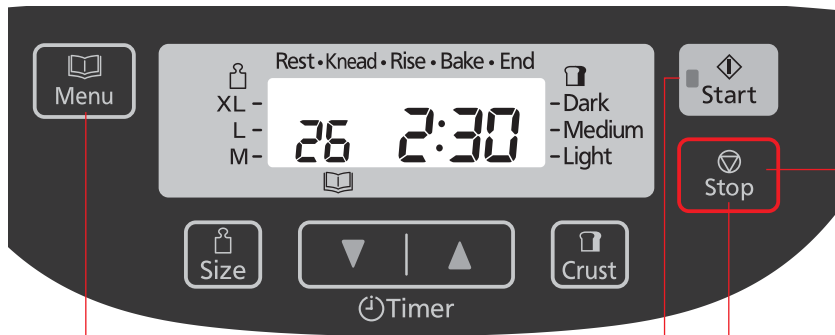 Menu
Rest • Knead • Rise • Bake • End
XL –
L –
M –
26 2:30
– Dark
– Medium
– Light
Start
Stop
Size
Crust
Timer